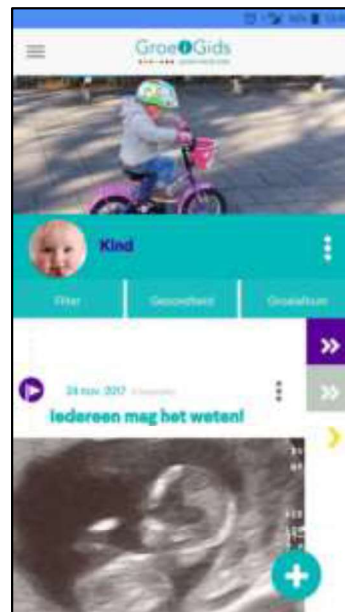 GroeiGids
Kind
Filter
Gezondheid
Groeialbum
24 nov. 2017
Iedereen mag het weten!